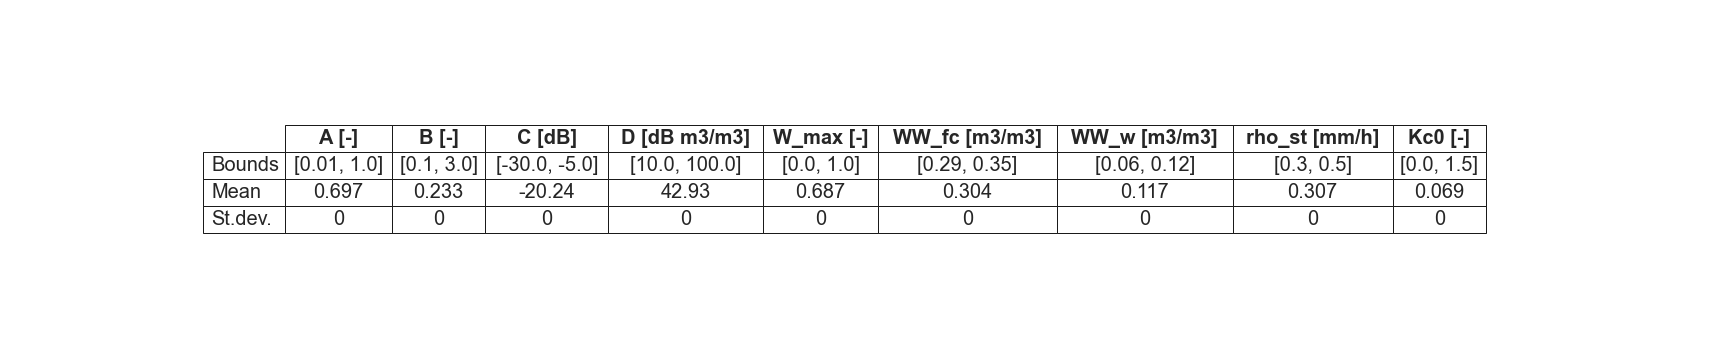 A [-] B [-] C [dB] D [dB m3/m3] W_max [-] WW_fc [m3/m3] WW_w [m3/m3] rho_st [mm/h] Kc0 [-]
Bounds [0.01, 1.0] [0.1, 3.0] [-30.0, -5.0] [10.0, 100.0] [0.0, 1.0] [0.29, 0.35] [0.06, 0.12] [0.3, 0.5] [0.0, 1.5]
Mean 0.697 0.233 -20.24 42.93 0.687 0.304 0.117 0.307 0.069
St.dev. 0 0 0 0 0 0 0 0 0